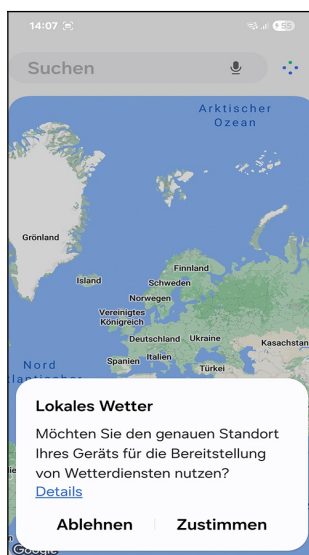 14:07
55
Suchen
Arktischer
Ozean
Grönland
Finnland
Island
Schweden
Norwegen
Vereinigtes
Königreich
Deutschland Ukraine
Kasachstan
Spanien Italien
Türkei
Nord
Lokales Wetter
Möchten Sie den genauen Standort
Ihres Geräts für die Bereitstellung
von Wetterdiensten nutzen?
Details
Ablehnen Zustimmen
Google